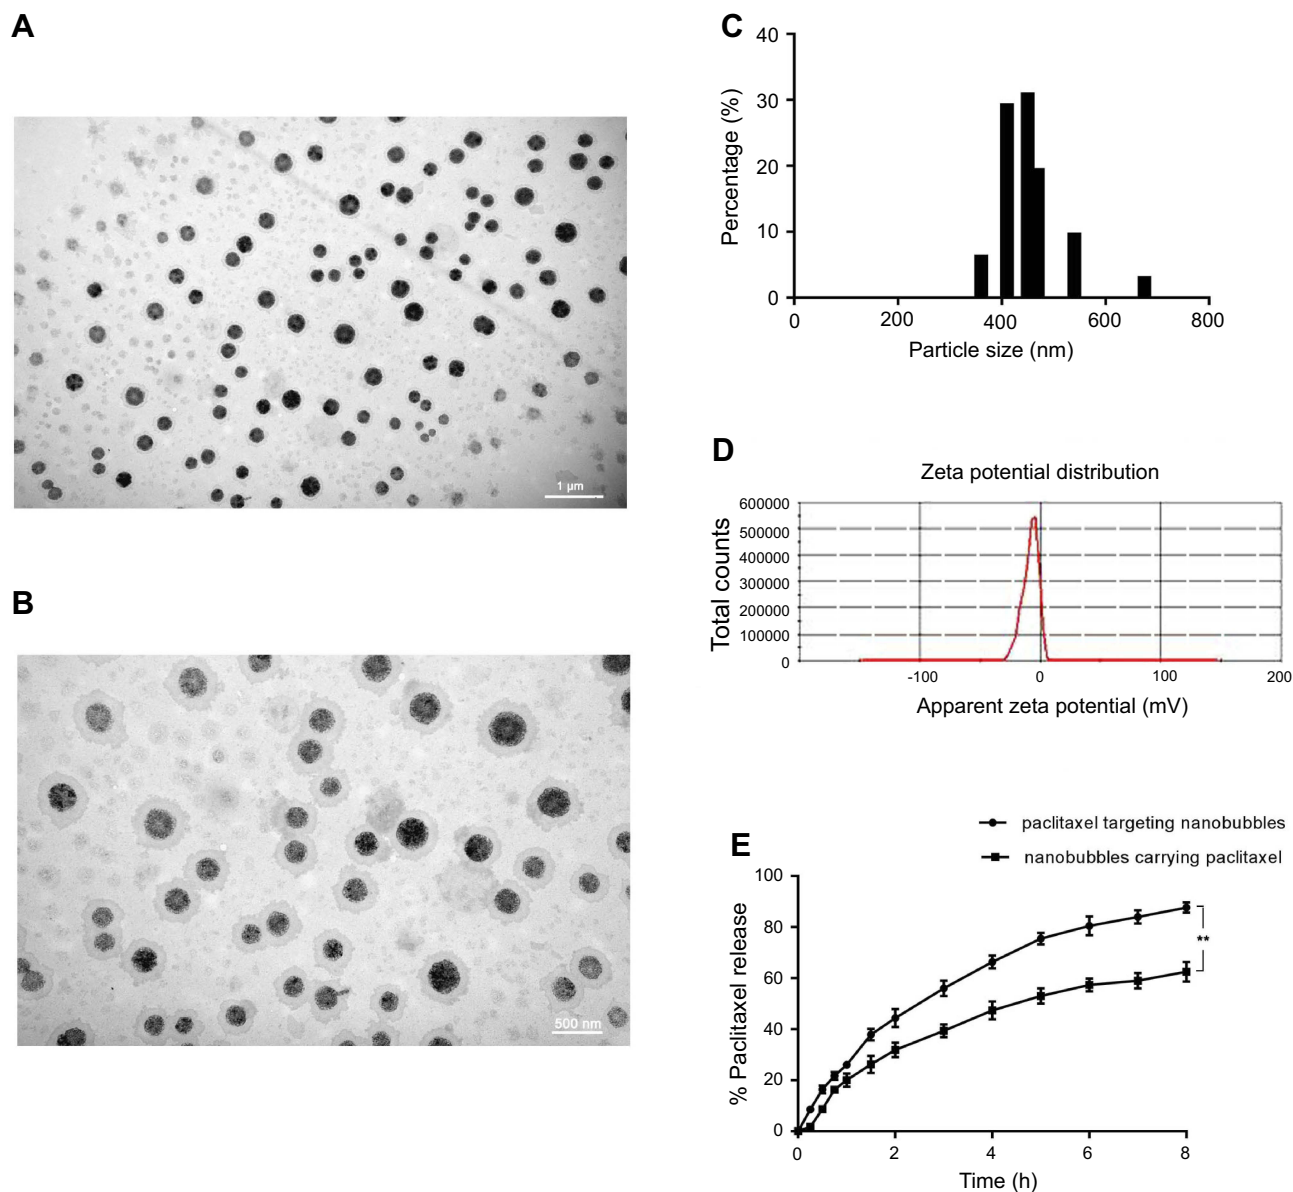 A
1 µm
B
500 nm
C
40
30
20
10
0
Percentage (%)
0 200 400 600 800
Particle size (nm)
D
Zeta potential distribution
600000
500000
400000
300000
200000
100000
0
Total counts
-100 0 100 200
Apparent zeta potential (mV)
E
paclitaxel targeting nanobubbles
nanobubbles carrying paclitaxel
100
80
60
40
20
0
% Paclitaxel release
**
0 2 4 6 8
Time (h)